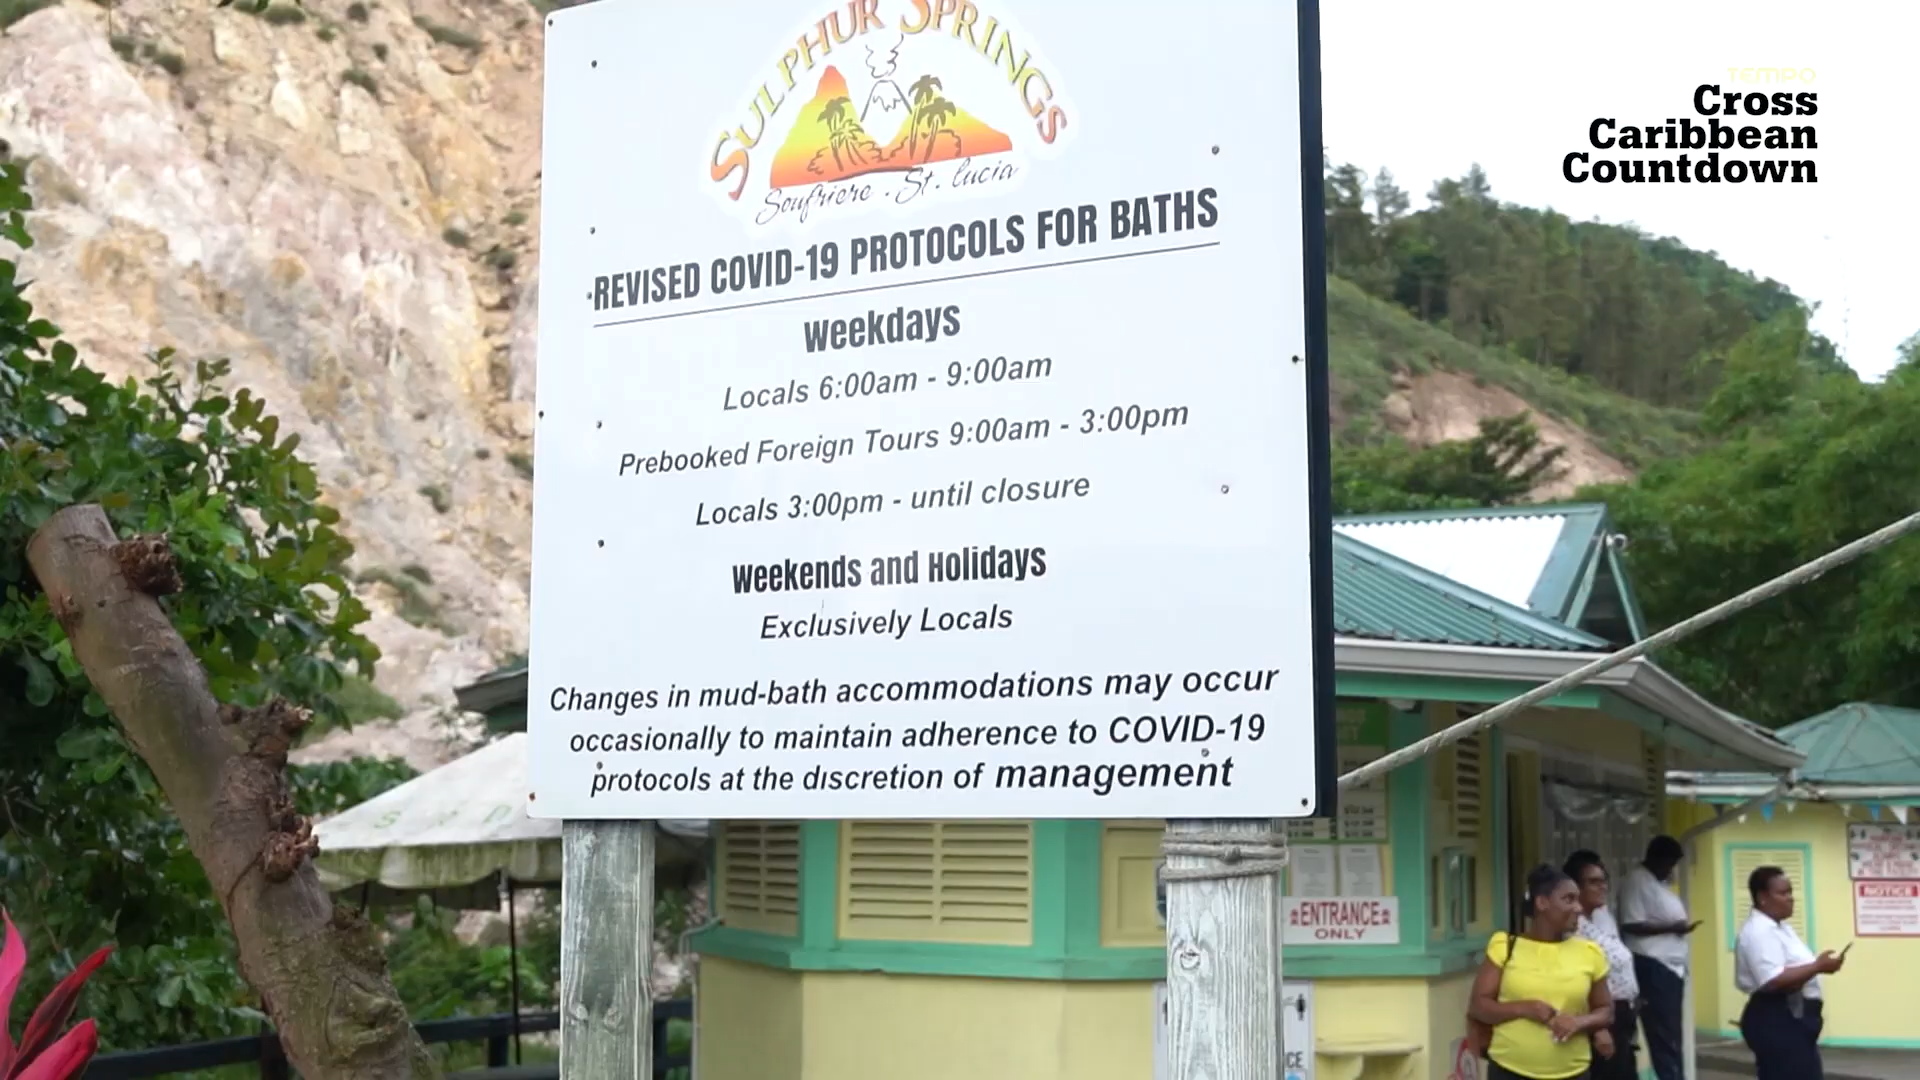 TEMPO
Cross
Caribbean
Countdown
SULPHUR SPRINGS
Soufriere . St. Lucia
REVISED COVID-19 PROTOCOLS FOR BATHS
Weekdays
Locals 6:00am - 9:00am
Prebooked Foreign Tours 9:00am - 3:00pm
Locals 3:00pm - until closure
Weekends and Holidays
Exclusively Locals
Changes in mud-bath accommodations may occur
occasionally to maintain adherence to COVID-19
protocols at the discretion of management
ENTRANCE
ONLY
NOTICE